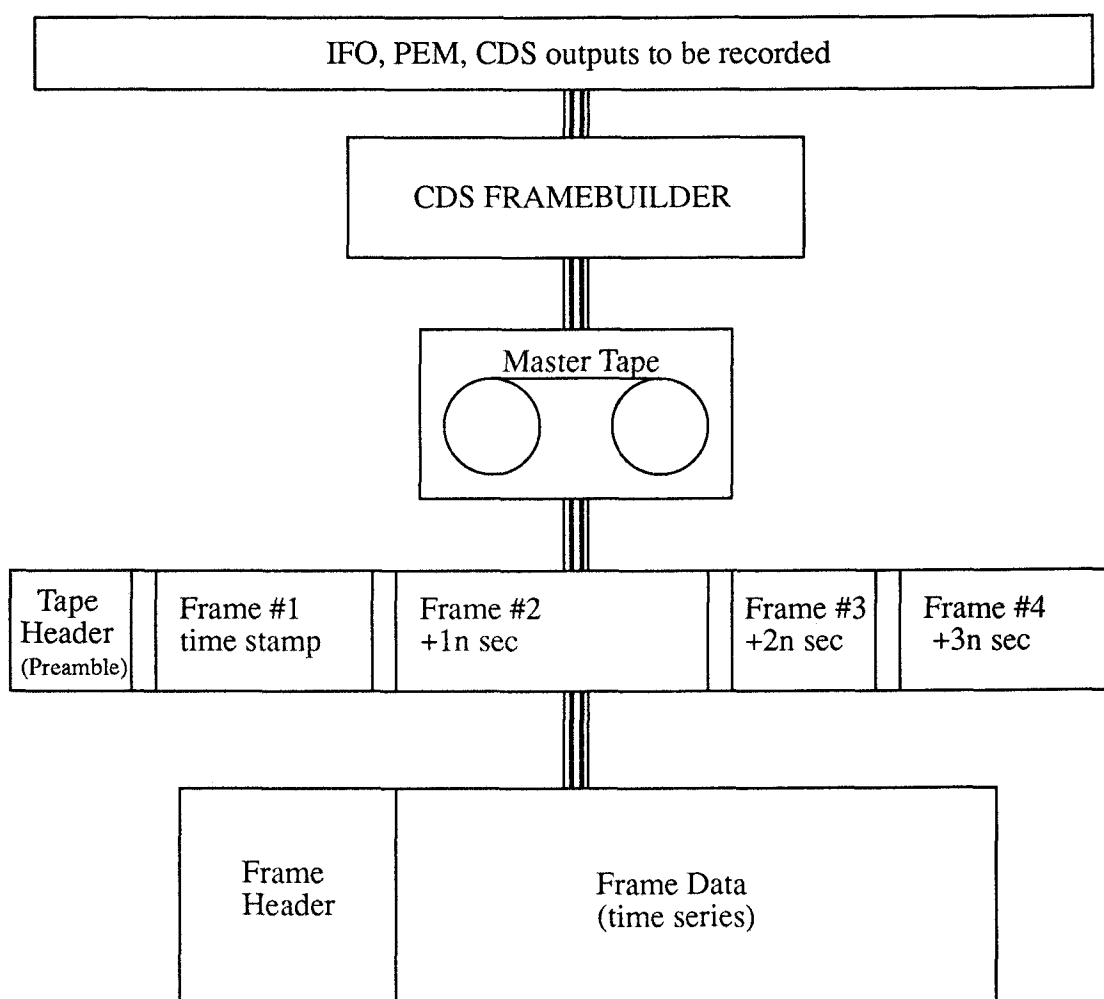 IFO, PEM, CDS outputs to be recorded
CDS FRAMEBUILDER
Master Tape
Tape
Header
(Preamble)
Frame #1
time stamp
Frame #2
+1n sec
Frame #3
+2n sec
Frame #4
+3n sec
Frame
Header
Frame Data
(time series)